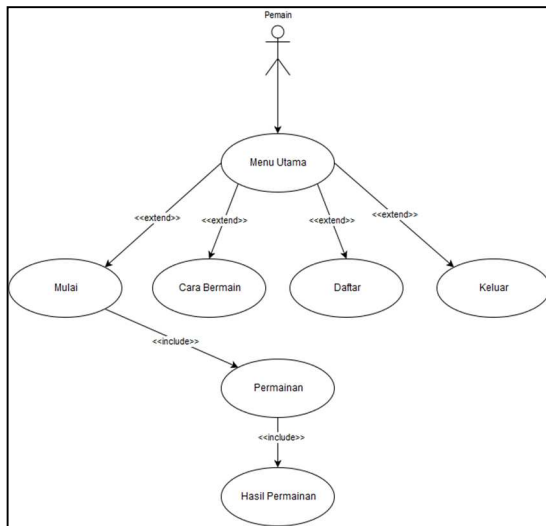 Pemain
Menu Utama
<<extend>>
<<extend>>
<<extend>>
<<extend>>
Mulai
Cara Bermain
Daftar
Keluar
<<include>>
Permainan
<<include>>
Hasil Permainan